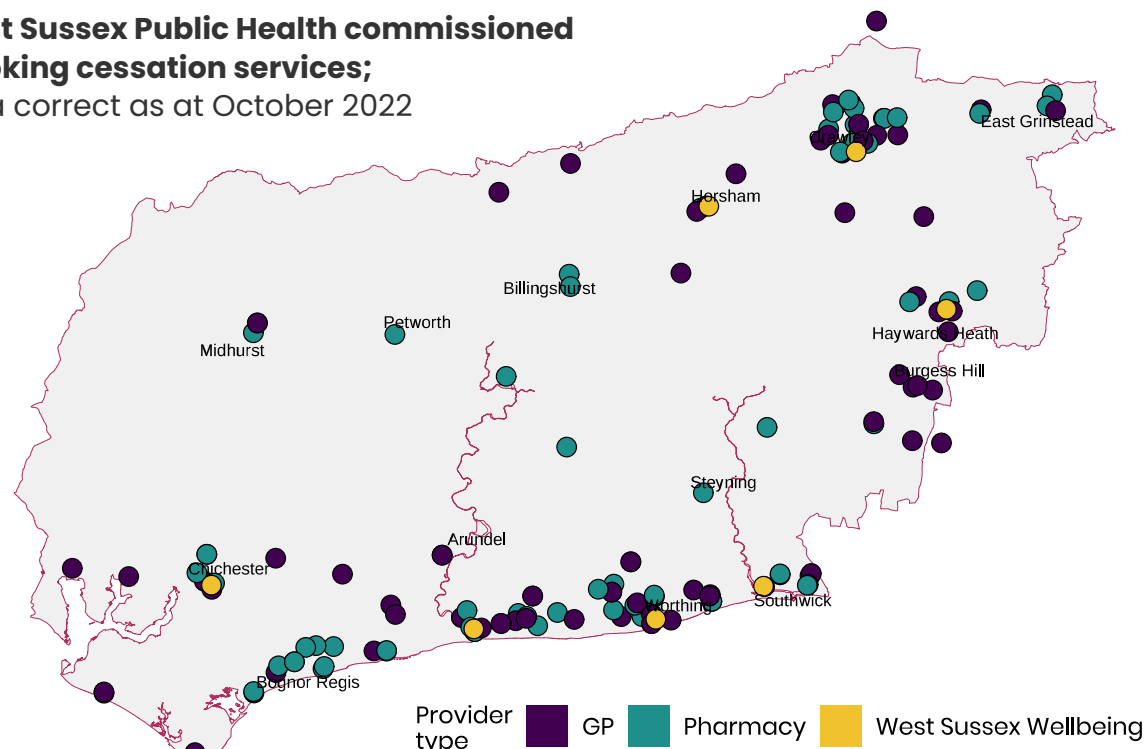 t Sussex Public Health commissioned
oking cessation services;
a correct as at October 2022
East Grinstead
Crawley
Horsham
Billingshurst
Petworth
Midhurst
Haywards Heath
Burgess Hill
Steyning
Arundel
Chichester
Worthing
Southwick
Bognor Regis
Provider
type
GP
Pharmacy
West Sussex Wellbeing